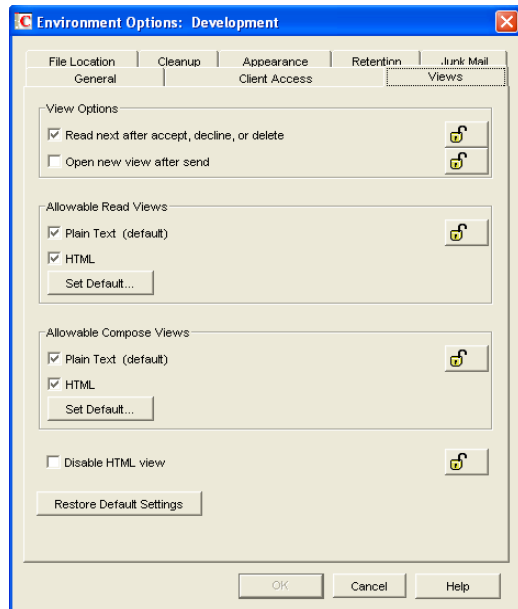 C Environment Options: Development
File Location Cleanup Appearance Retention Junk Mail
General Client Access Views
View Options
Read next after accept, decline, or delete
Open new view after send
Allowable Read Views
Plain Text (default)
HTML
Set Default...
Allowable Compose Views
Plain Text (default)
HTML
Set Default...
Disable HTML view
Restore Default Settings
OK Cancel Help